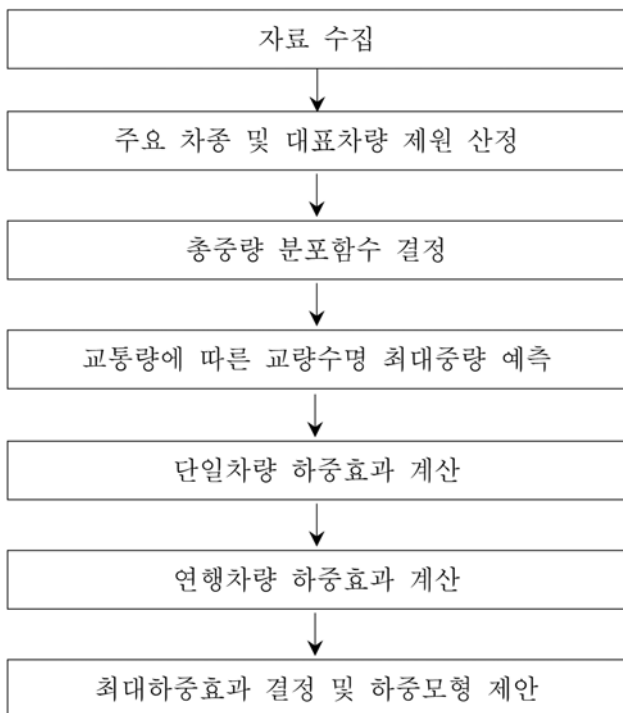 자료 수집
주요 차종 및 대표차량 제원 산정
총중량 분포함수 결정
교통량에 따른 교량수명 최대중량 예측
단일차량 하중효과 계산
연행차량 하중효과 계산
최대하중효과 결정 및 하중모형 제안